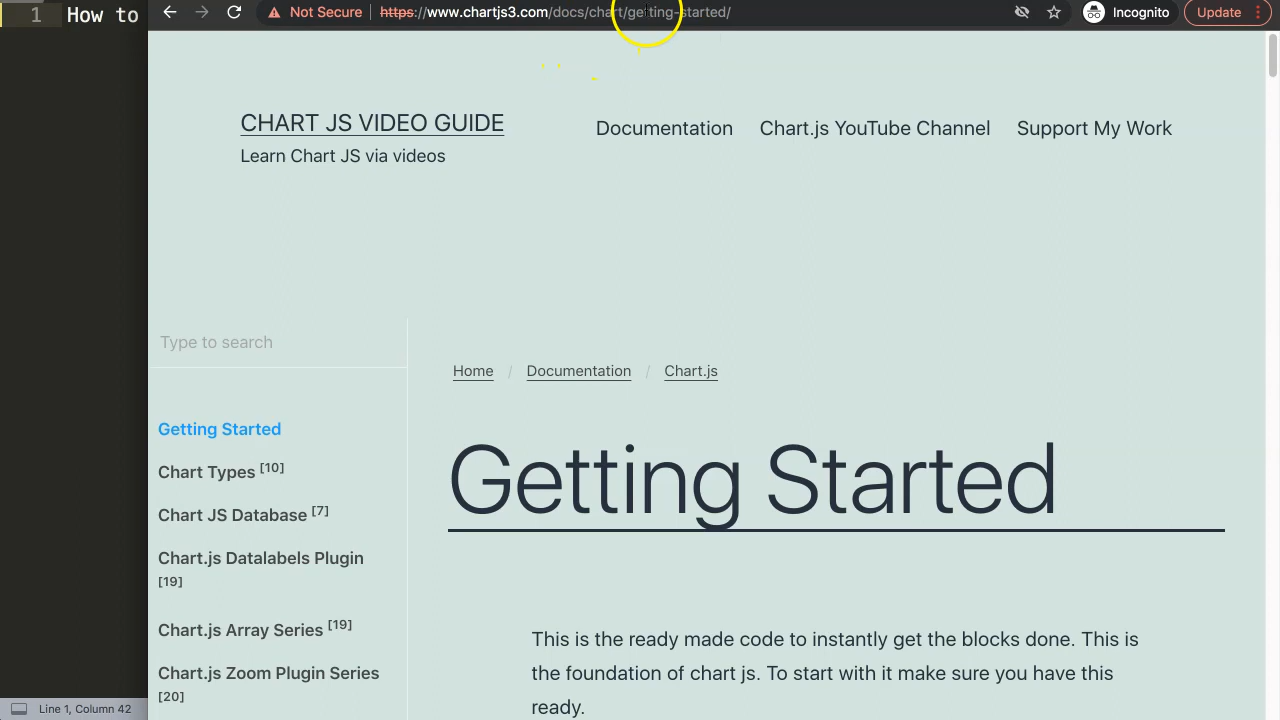 1 How to
Not Secure https://www.chartjs3.com/docs/chart/getting-started/ Incognito Update
CHART JS VIDEO GUIDE
Learn Chart JS via videos
Documentation Chart.js YouTube Channel Support My Work
Type to search
Home / Documentation / Chart.js
Getting Started
Chart Types [10]
Chart JS Database [7]
Chart.js Datalabels Plugin
[19]
Chart.js Array Series [19]
Chart.js Zoom Plugin Series
[20]
Getting Started
This is the ready made code to instantly get the blocks done. This is
the foundation of chart js. To start with it make sure you have this
ready.
Line 1, Column 42